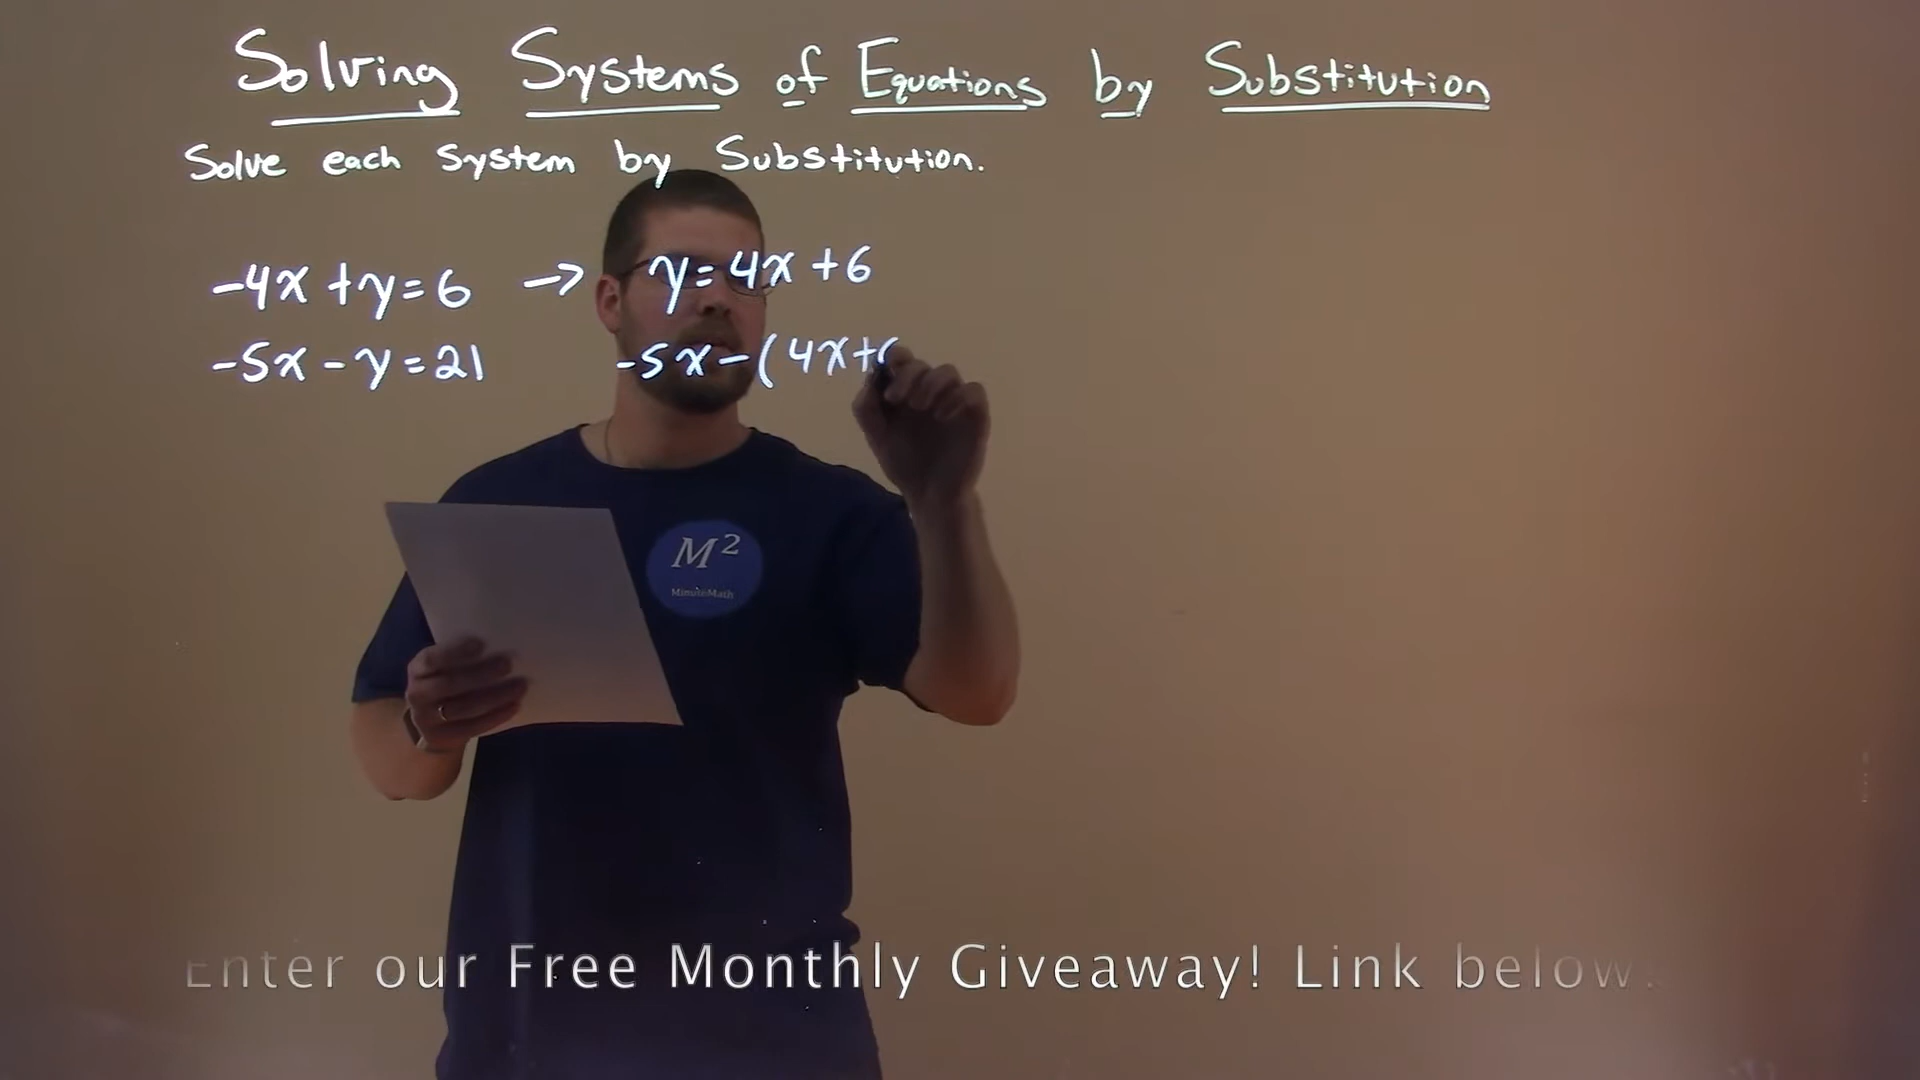 Solving Systems of Equations by Substitution
Solve each system by Substitution.
-4x+y=6 → y=4x+6
-5x-y=21 -5x-(4x+6
M²
MinuteMath
Enter our Free Monthly Giveaway! Link below.